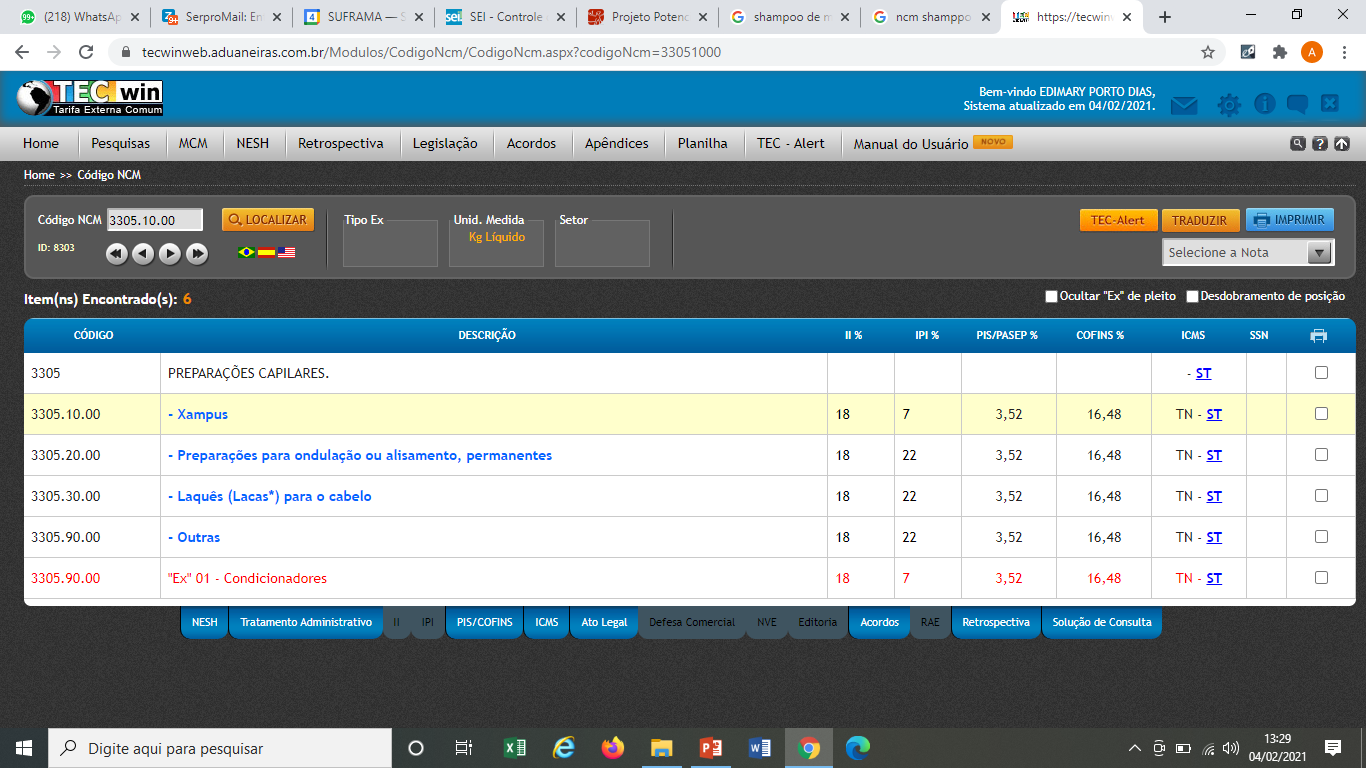 (218) WhatsAp
SerproMail: En
SUFRAMA — S
SEI - Controle
Projeto Potenc
shampoo de m
ncm shamppo
https://tecwin
tecwinweb.aduaneiras.com.br/Modulos/CodigoNcm/CodigoNcm.aspx?codigoNcm=33051000
A
TEC win
Tarifa Externa Comum
Bem-vindo EDIMARY PORTO DIAS,
Sistema atualizado em 04/02/2021.
Home Pesquisas MCM NESH Retrospectiva Legislação Acordos Apêndices Planilha TEC - Alert Manual do Usuário NOVO
Home >> Código NCM
Código NCM 3305.10.00 LOCALIZAR Tipo Ex Unid. Medida Setor TEC-Alert TRADUZIR IMPRIMIR
Kg Líquido
ID: 8303 Selecione a Nota
Item(ns) Encontrado(s): 6 Ocultar "Ex" de pleito Desdobramento de posição
CÓDIGO DESCRIÇÃO II % IPI % PIS/PASEP % COFINS % ICMS SSN
3305 PREPARAÇÕES CAPILARES. - ST
3305.10.00 - Xampus 18 7 3,52 16,48 TN - ST
3305.20.00 - Preparações para ondulação ou alisamento, permanentes 18 22 3,52 16,48 TN - ST
3305.30.00 - Laquês (Lacas*) para o cabelo 18 22 3,52 16,48 TN - ST
3305.90.00 - Outras 18 22 3,52 16,48 TN - ST
3305.90.00 "Ex" 01 - Condicionadores 18 7 3,52 16,48 TN - ST
NESH Tratamento Administrativo II IPI PIS/COFINS ICMS Ato Legal Defesa Comercial NVE Editoria Acordos RAE Retrospectiva Solução de Consulta
Digite aqui para pesquisar
13:29
04/02/2021